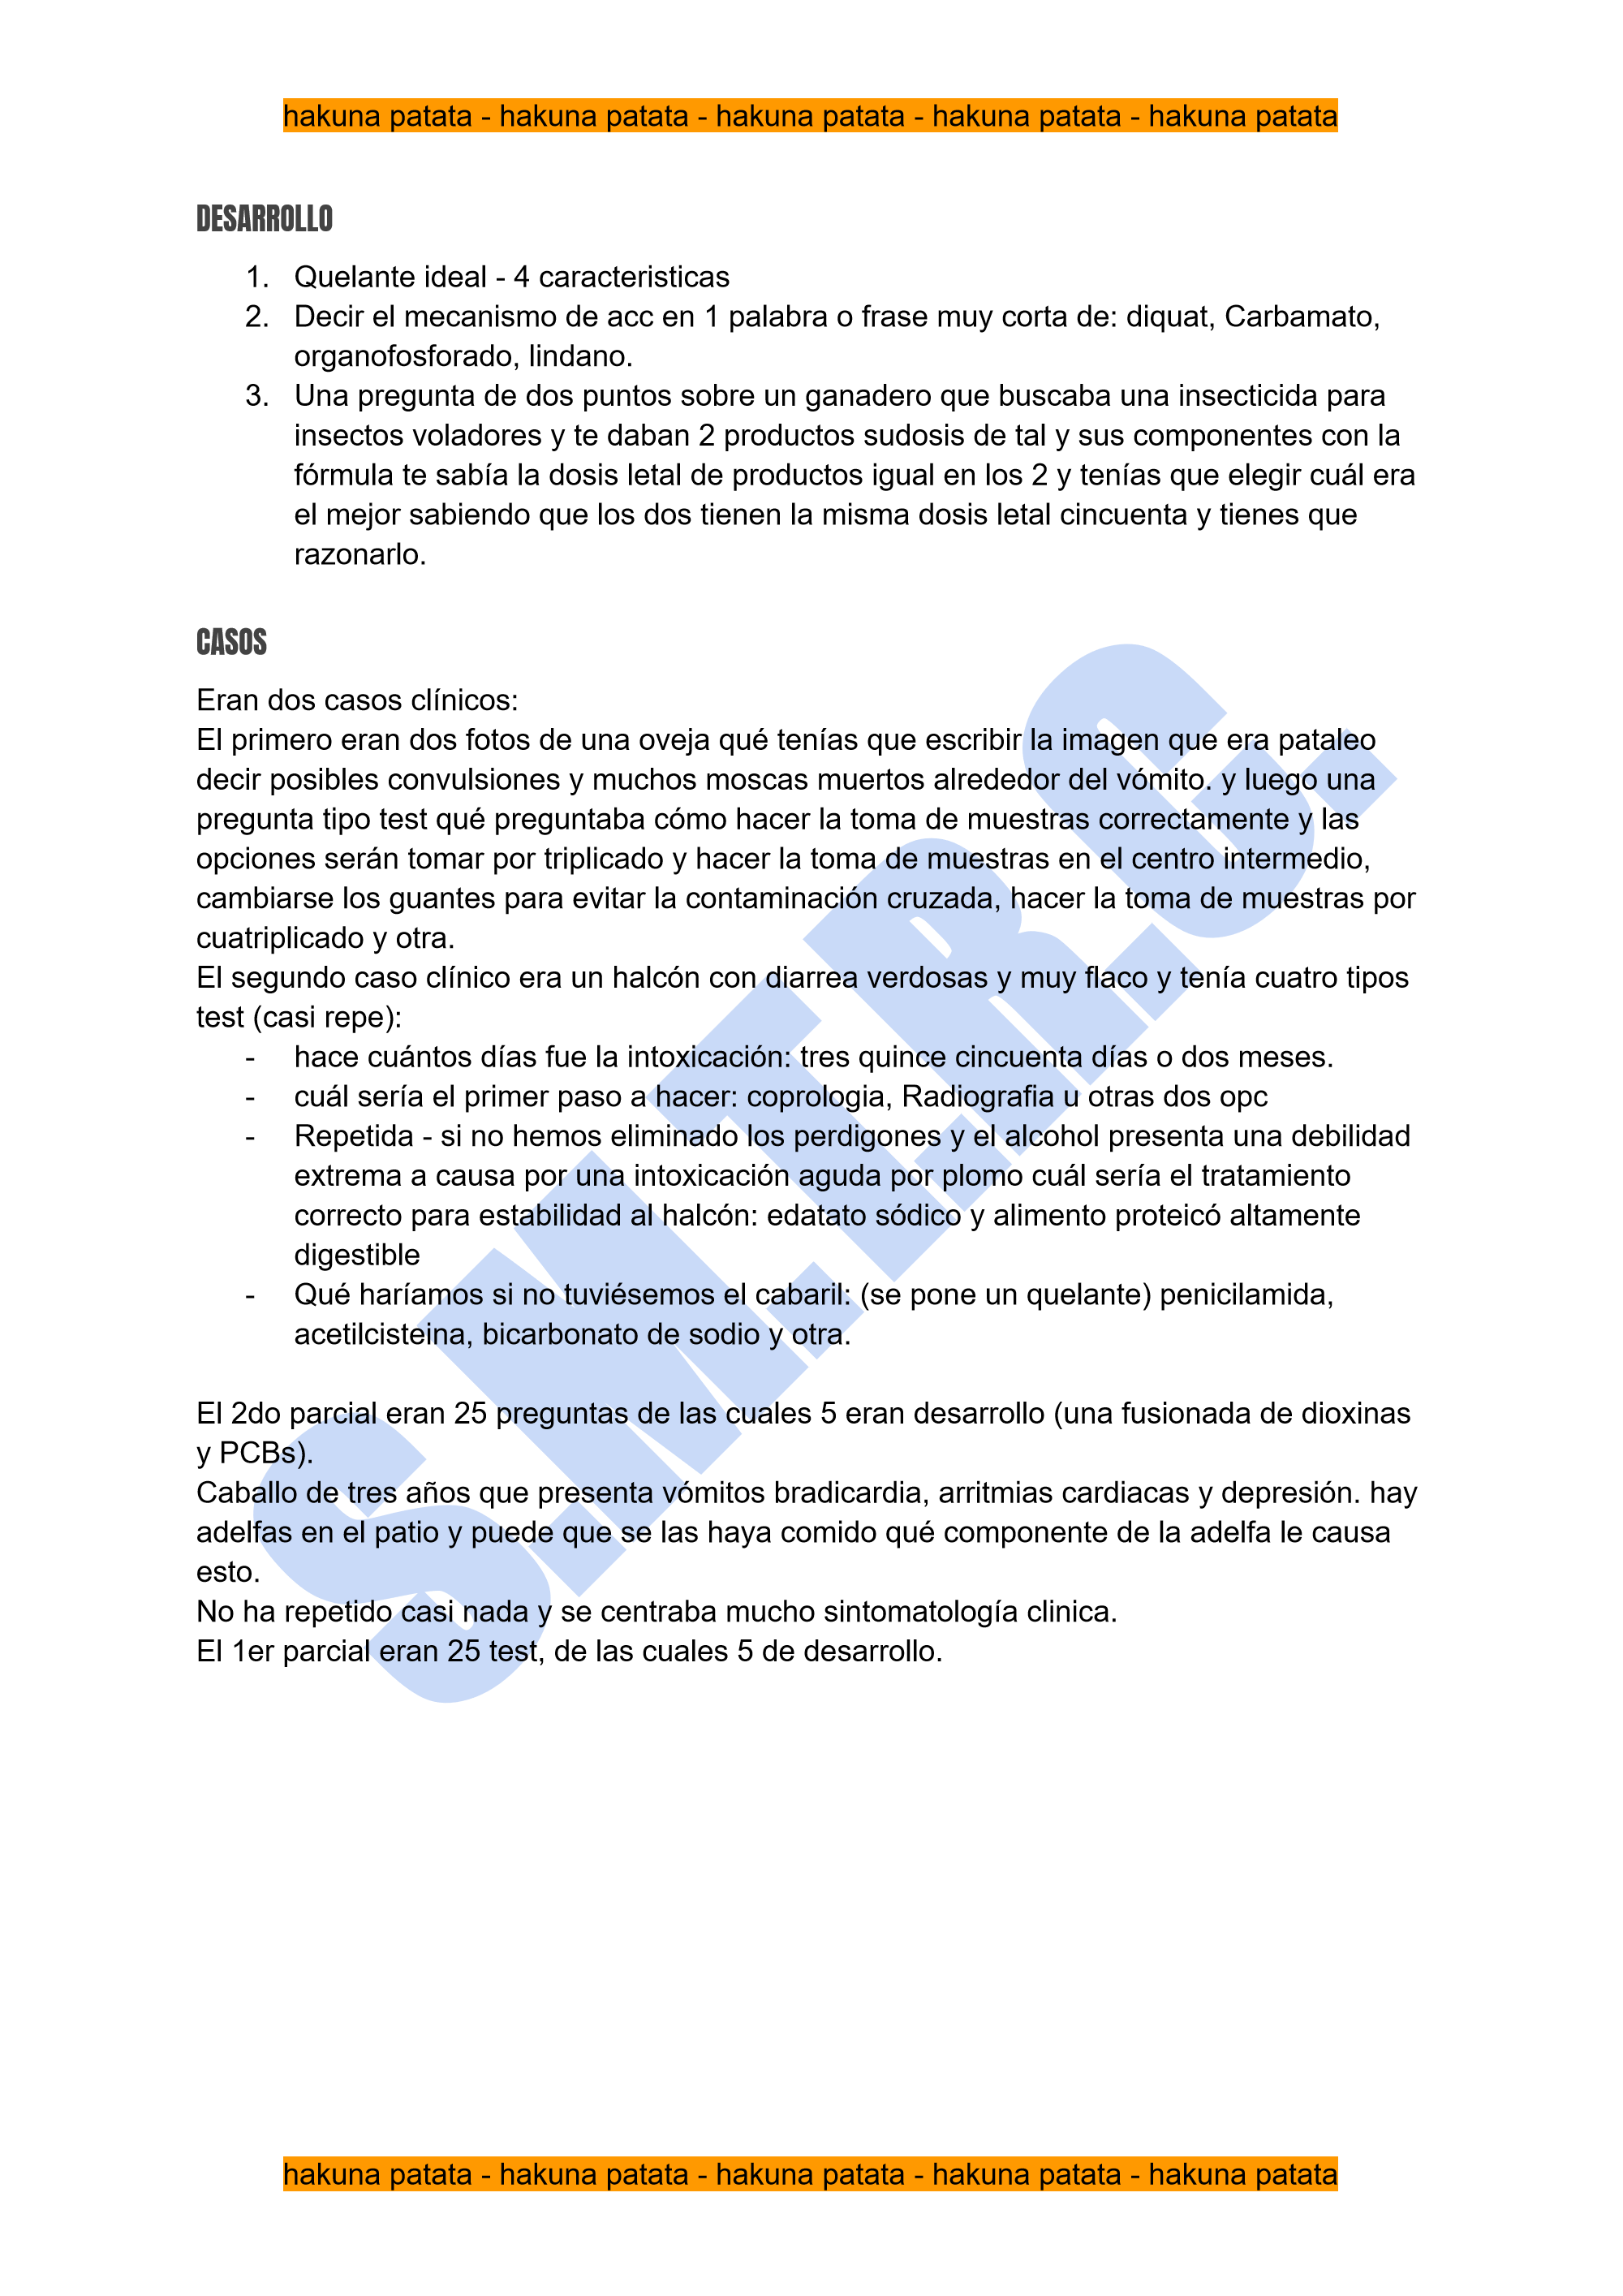 hakuna patata - hakuna patata - hakuna patata - hakuna patata - hakuna patata
DESARROLLO
1. Quelante ideal - 4 caracteristicas
2. Decir el mecanismo de acc en 1 palabra o frase muy corta de: diquat, Carbamato,
organofosforado, lindano.
3. Una pregunta de dos puntos sobre un ganadero que buscaba una insecticida para
insectos voladores y te daban 2 productos sudosis de tal y sus componentes con la
fórmula te sabía la dosis letal de productos igual en los 2 y tenías que elegir cuál era
el mejor sabiendo que los dos tienen la misma dosis letal cincuenta y tienes que
razonarlo.
CASOS
Eran dos casos clínicos:
El primero eran dos fotos de una oveja qué tenías que escribir la imagen que era pataleo
decir posibles convulsiones y muchos moscas muertos alrededor del vómito. y luego una
pregunta tipo test qué preguntaba cómo hacer la toma de muestras correctamente y las
opciones serán tomar por triplicado y hacer la toma de muestras en el centro intermedio,
cambiarse los guantes para evitar la contaminación cruzada, hacer la toma de muestras por
cuatriplicado y otra.
El segundo caso clínico era un halcón con diarrea verdosas y muy flaco y tenía cuatro tipos
test (casi repe):
- hace cuántos días fue la intoxicación: tres quince cincuenta días o dos meses.
- cuál sería el primer paso a hacer: coprologia, Radiografia u otras dos opc
- Repetida - si no hemos eliminado los perdigones y el alcohol presenta una debilidad
extrema a causa por una intoxicación aguda por plomo cuál sería el tratamiento
correcto para estabilidad al halcón: edatato sódico y alimento proteicó altamente
digestible
- Qué haríamos si no tuviésemos el cabaril: (se pone un quelante) penicilamida,
acetilcisteina, bicarbonato de sodio y otra.
El 2do parcial eran 25 preguntas de las cuales 5 eran desarrollo (una fusionada de dioxinas
y PCBs).
Caballo de tres años que presenta vómitos bradicardia, arritmias cardiacas y depresión. hay
adelfas en el patio y puede que se las haya comido qué componente de la adelfa le causa
esto.
No ha repetido casi nada y se centraba mucho sintomatología clinica.
El 1er parcial eran 25 test, de las cuales 5 de desarrollo.
S.M.T.R.G.
hakuna patata - hakuna patata - hakuna patata - hakuna patata - hakuna patata